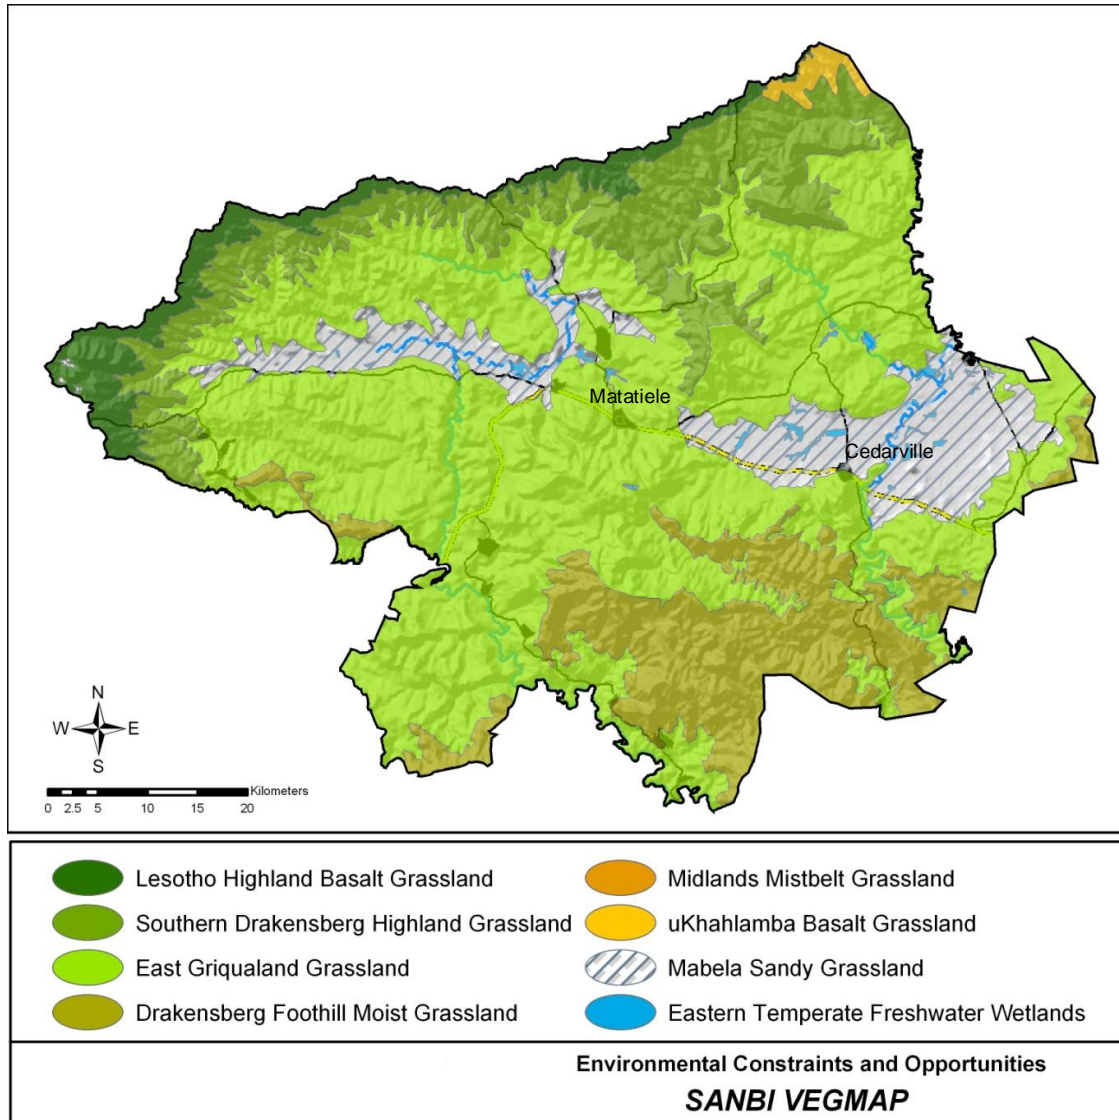 Matatiele
Cedarville
N
W E
S
Kilometers
0 2.5 5 10 15 20
Lesotho Highland Basalt Grassland
Southern Drakensberg Highland Grassland
East Griqualand Grassland
Drakensberg Foothill Moist Grassland
Midlands Mistbelt Grassland
uKhahlamba Basalt Grassland
Mabela Sandy Grassland
Eastern Temperate Freshwater Wetlands
Environmental Constraints and Opportunities
SANBI VEGMAP